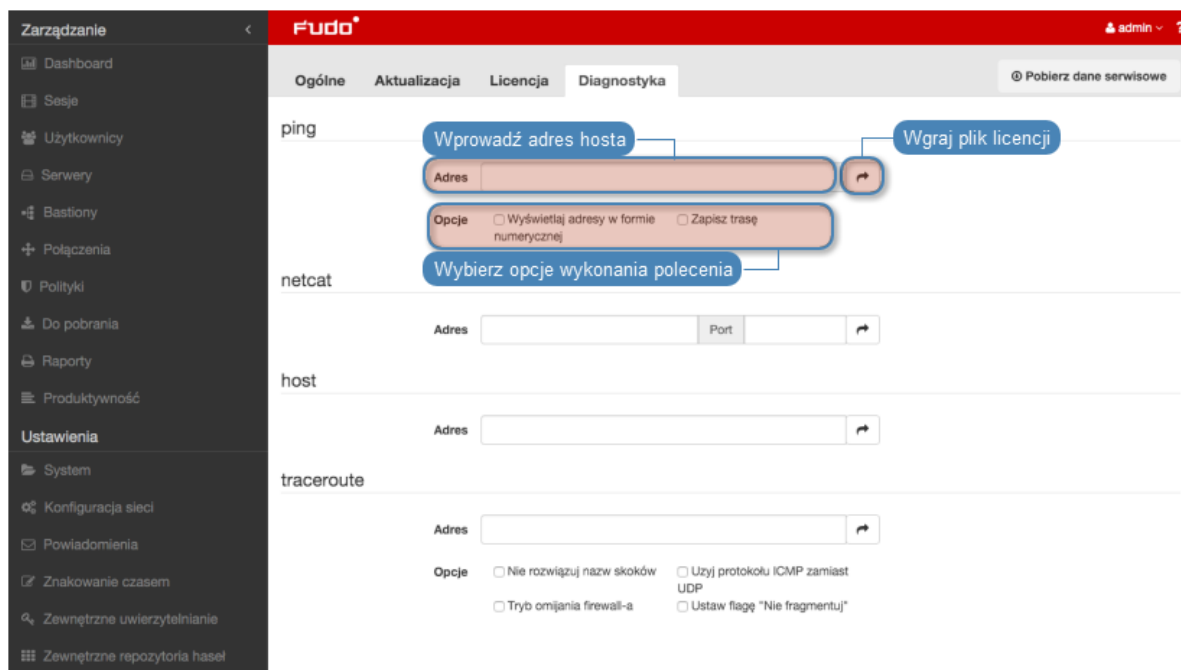 Zarządzanie
Fudo
admin
?
Dashboard
Sesje
Użytkownicy
Serwery
Bastiony
Połączenia
Polityki
Do pobrania
Raporty
Produktywność
Ustawienia
System
Konfiguracja sieci
Powiadomienia
Znakowanie czasem
Zewnętrzne uwierzytelnianie
Zewnętrzne repozytoria haseł
Ogólne Aktualizacja Licencja Diagnostyka
Pobierz dane serwisowe
ping
Wprowadź adres hosta
Wgraj plik licencji
Adres
Opcje
Wyświetlaj adresy w formie
numerycznej
Zapisz trasę
Wybierz opcje wykonania polecenia
netcat
Adres Port
host
Adres
traceroute
Adres
Opcje
Nie rozwiązuj nazw skoków
Uzyj protokołu ICMP zamiast
UDP
Tryb omijania firewall-a
Ustaw flagę "Nie fragmentuj"